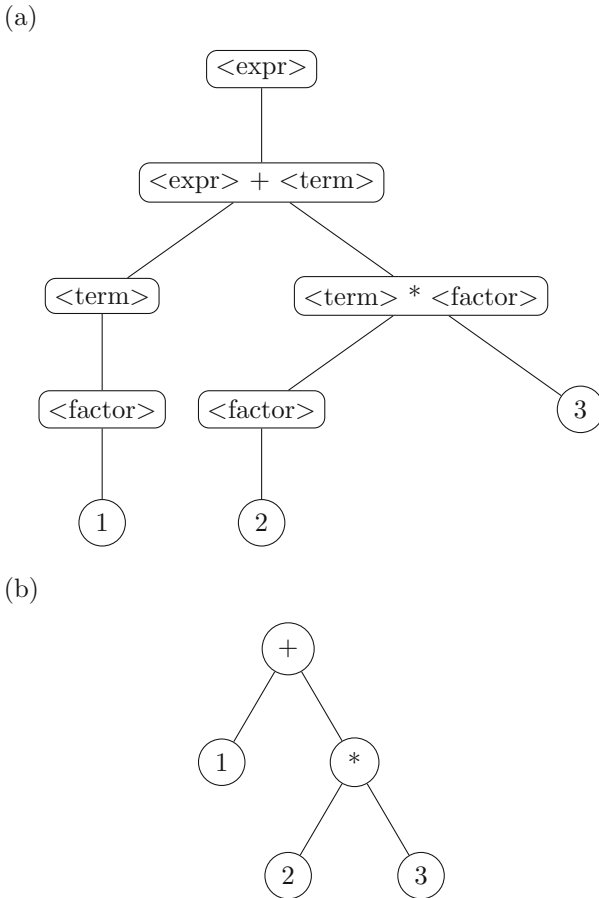 (a)
<expr>
<expr> + <term>
<term>
<term> * <factor>
<factor>
<factor>
3
1
2
(b)
+
1
*
2
3